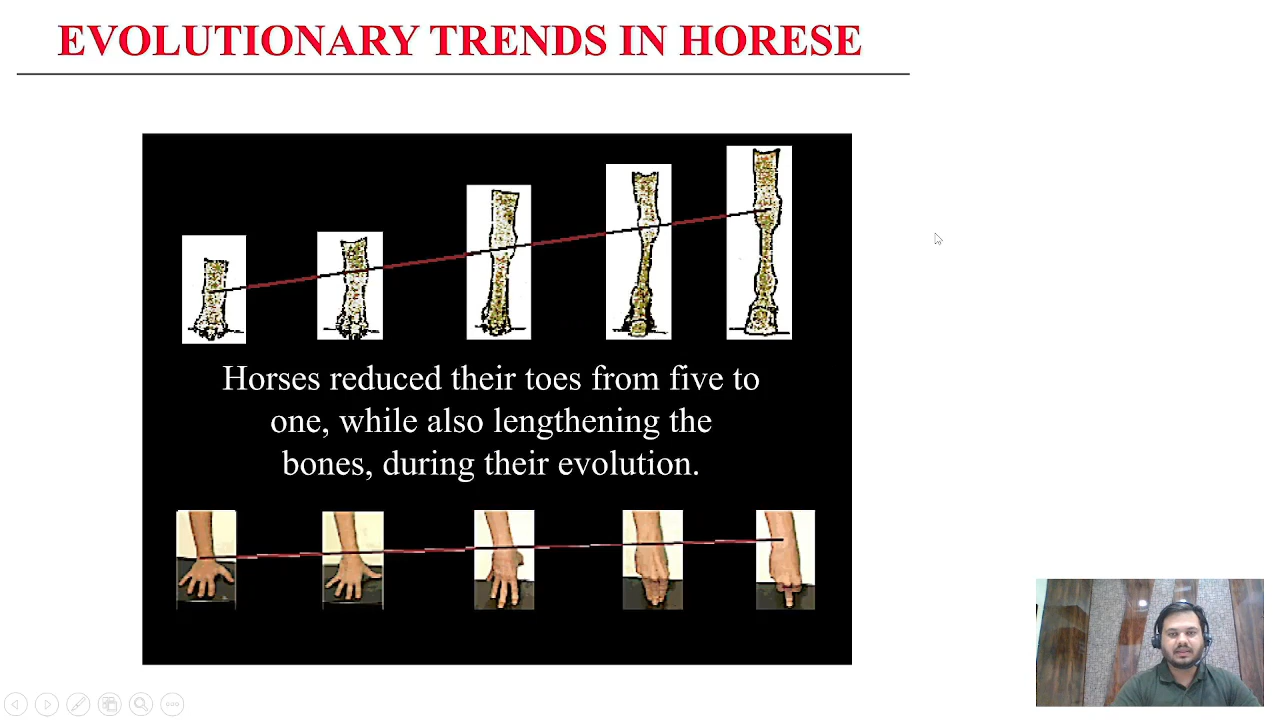 EVOLUTIONARY TRENDS IN HORESE
Horses reduced their toes from five to
one, while also lengthening the
bones, during their evolution.